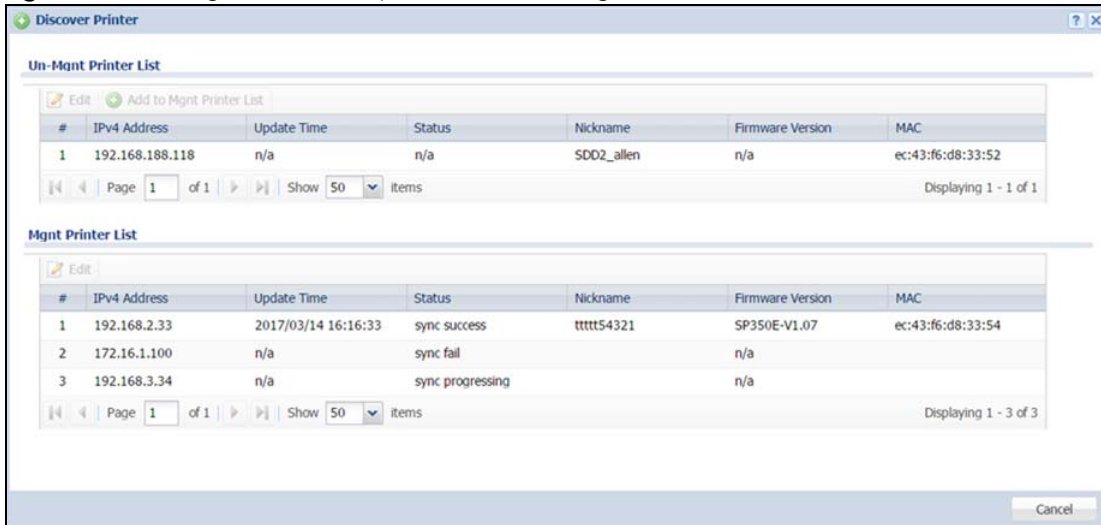 Discover Printer ? X
Un-Mgnt Printer List
Edit Add to Mgnt Printer List
# IPv4 Address Update Time Status Nickname Firmware Version MAC
1 192.168.188.118 n/a n/a SDD2_allen n/a ec:43:f6:d8:33:52
Page 1 of 1 Show 50 items Displaying 1 - 1 of 1
Mgnt Printer List
Edit
# IPv4 Address Update Time Status Nickname Firmware Version MAC
1 192.168.2.33 2017/03/14 16:16:33 sync success tttttt54321 SP350E-V1.07 ec:43:f6:d8:33:54
2 172.16.1.100 n/a sync fail n/a
3 192.168.3.34 n/a sync progressing n/a
Page 1 of 1 Show 50 items Displaying 1 - 3 of 3
Cancel